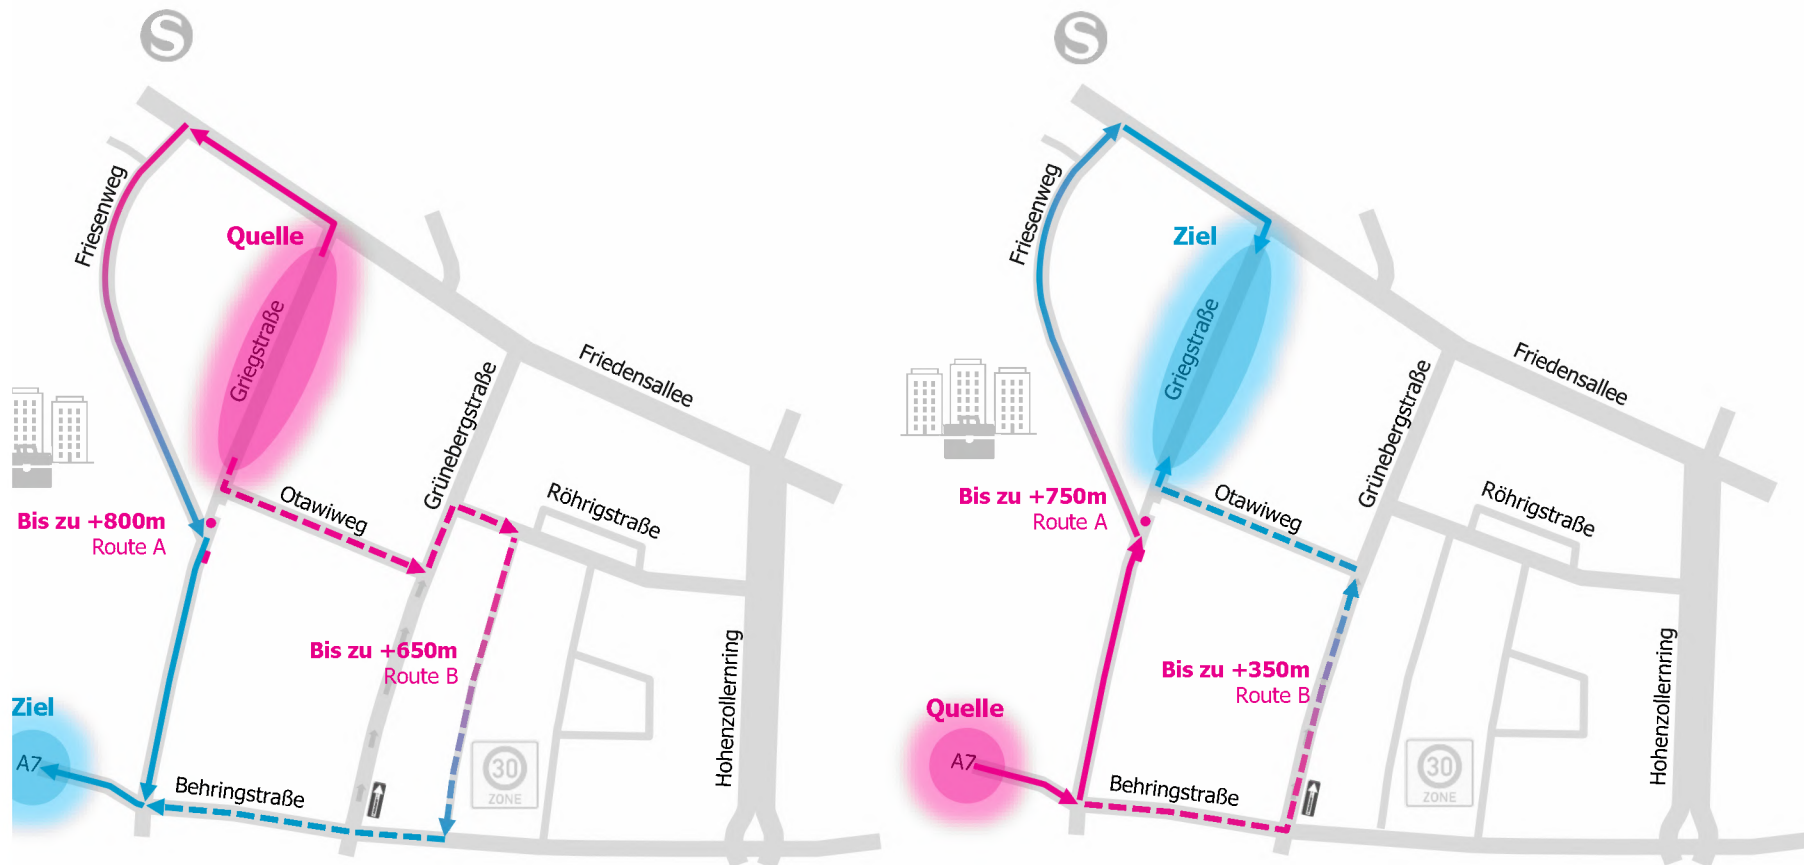 S
Friesenweg
Quelle
Griegstraße
Friedensallee
Grünebergstraße
Otawiweg
Röhrigstraße
Bis zu +800m
Route A
Bis zu +650m
Route B
Hohenzollernring
Ziel
A7
Behringstraße
30
ZONE
S
Friesenweg
Ziel
Griegstraße
Friedensallee
Grünebergstraße
Otawiweg
Röhrigstraße
Bis zu +750m
Route A
Bis zu +350m
Route B
Hohenzollernring
Quelle
A7
Behringstraße
30
ZONE